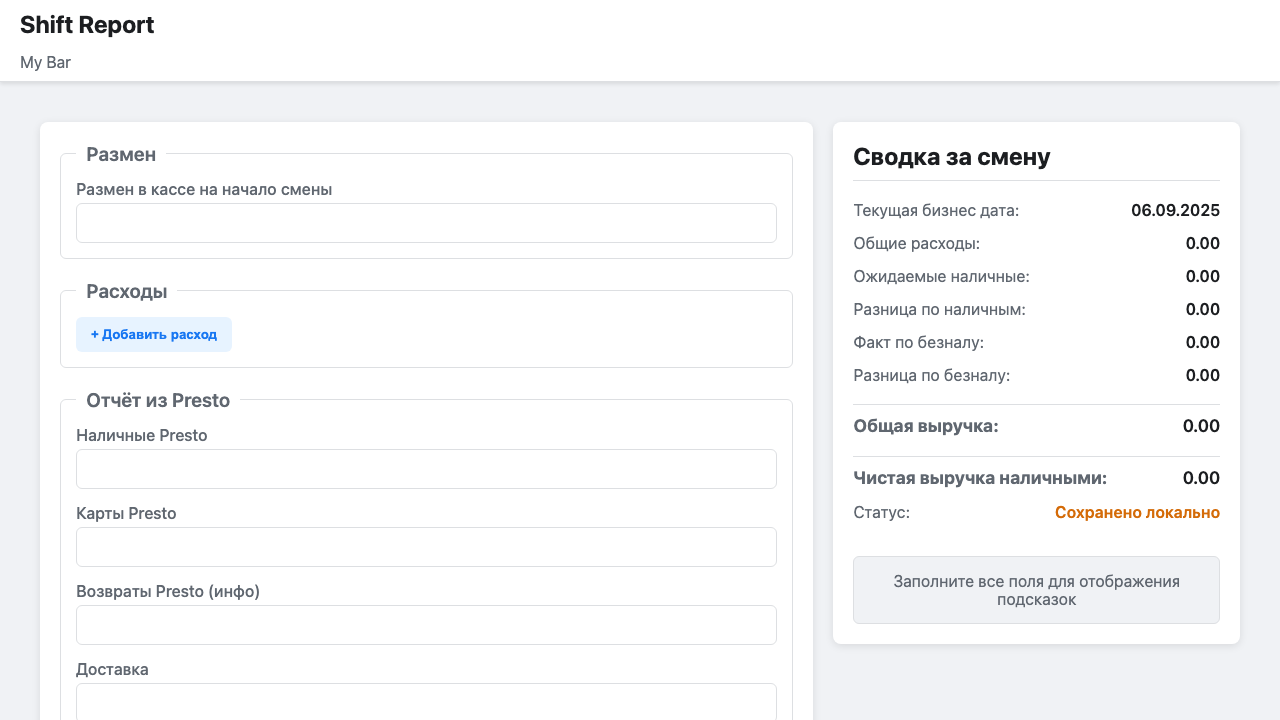 Shift Report
My Bar
Размен
Размен в кассе на начало смены
Расходы
+ Добавить расход
Отчёт из Presto
Наличные Presto
Карты Presto
Возвраты Presto (инфо)
Доставка
Сводка за смену
Текущая бизнес дата: 06.09.2025
Общие расходы: 0.00
Ожидаемые наличные: 0.00
Разница по наличным: 0.00
Факт по безналу: 0.00
Разница по безналу: 0.00
Общая выручка: 0.00
Чистая выручка наличными: 0.00
Статус: Сохранено локально
Заполните все поля для отображения
подсказок